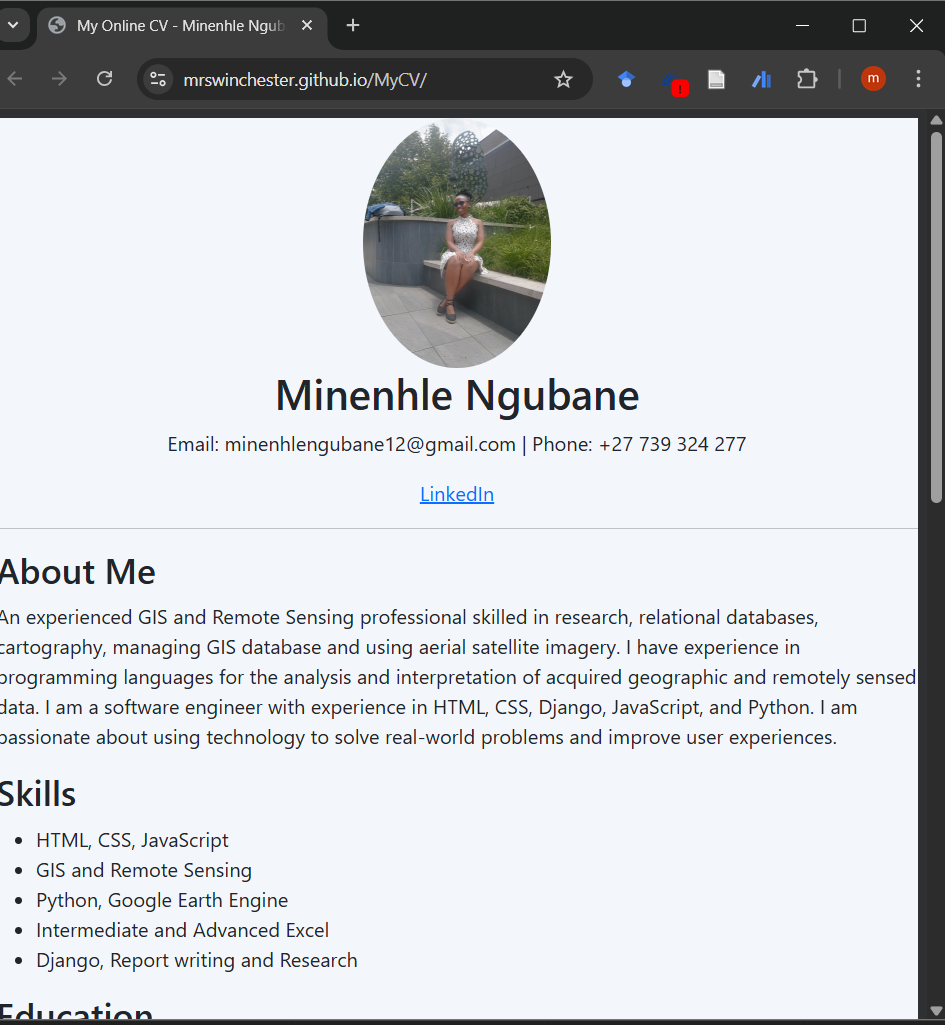 My Online CV - Minenhle Ngub
mrswinchester.github.io/MyCV/
!
m
Minenhle Ngubane
Email: minenhlengubane12@gmail.com | Phone: +27 739 324 277
LinkedIn
About Me
An experienced GIS and Remote Sensing professional skilled in research, relational databases,
cartography, managing GIS database and using aerial satellite imagery. I have experience in
programming languages for the analysis and interpretation of acquired geographic and remotely sensed
data. I am a software engineer with experience in HTML, CSS, Django, JavaScript, and Python. I am
passionate about using technology to solve real-world problems and improve user experiences.
Skills
• HTML, CSS, JavaScript
• GIS and Remote Sensing
• Python, Google Earth Engine
• Intermediate and Advanced Excel
• Django, Report writing and Research
Education